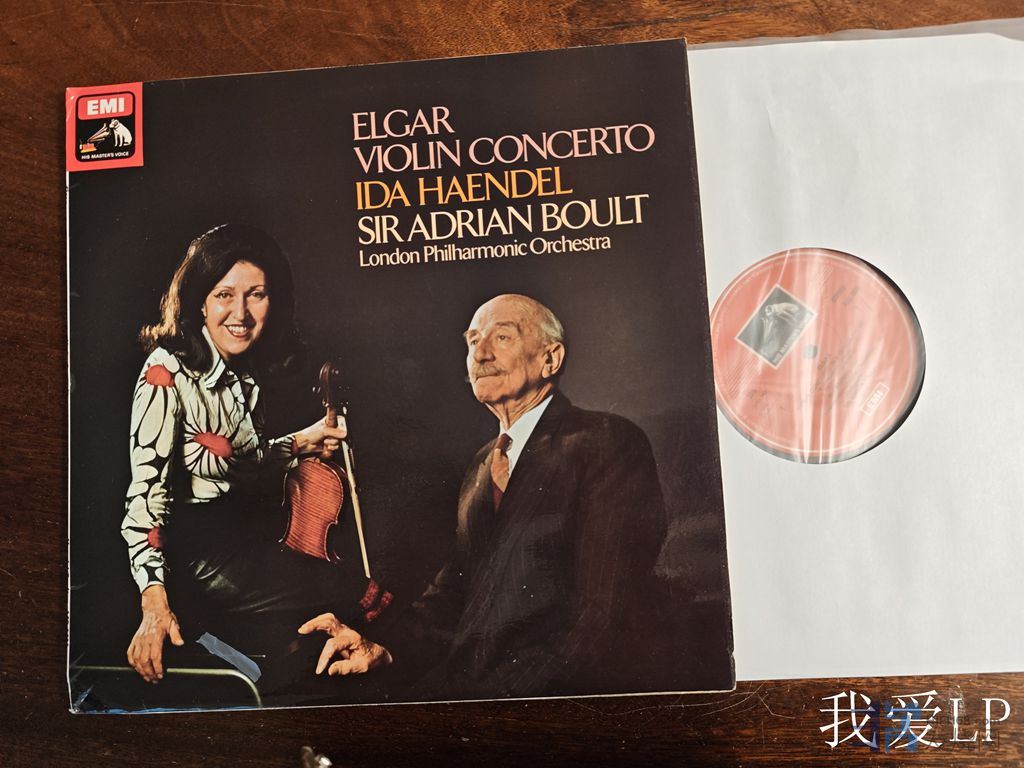 EMI
HIS MASTER'S VOICE
ELGAR
VIOLIN CONCERTO
IDA HAENDEL
SIR ADRIAN BOULT
London Philharmonic Orchestra
EMI
我爱LP